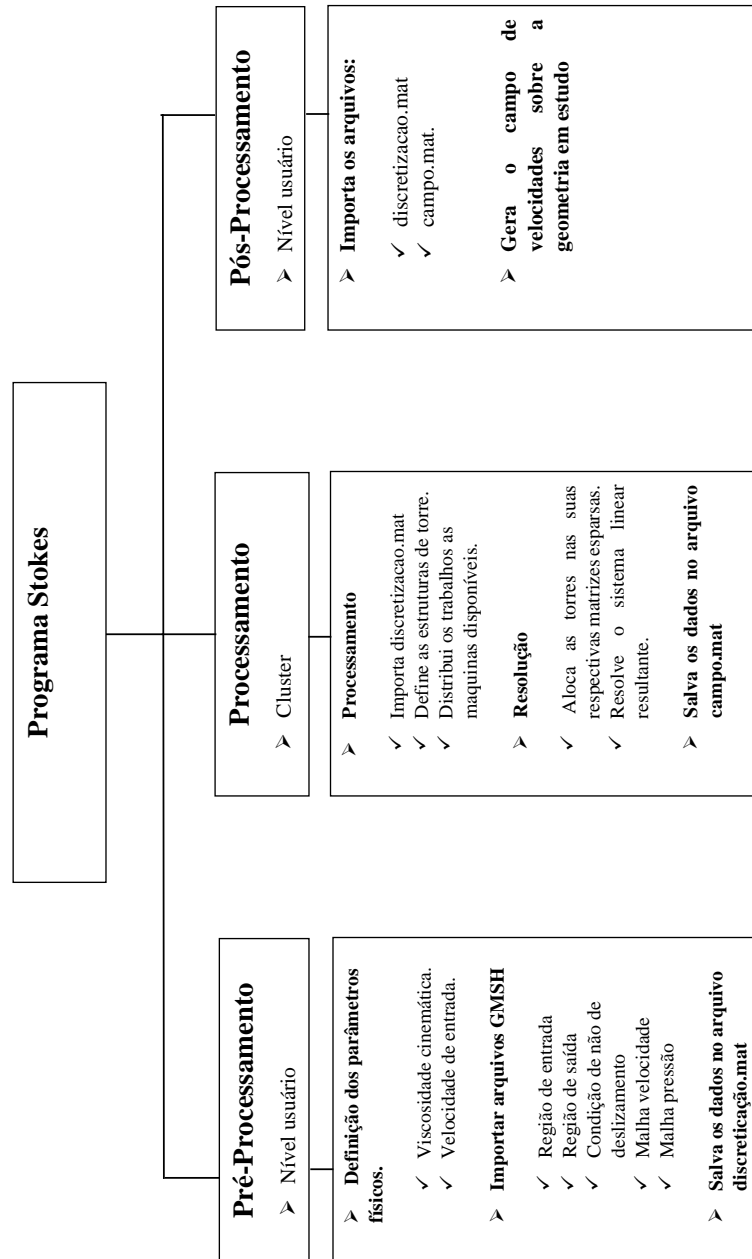 Programa Stokes
Pré-Processamento
➢ Nível usuário
➢ Definição dos parâmetros
físicos.
✓ Viscosidade cinemática.
✓ Velocidade de entrada.
➢ Importar arquivos GMSH
✓ Região de entrada
✓ Região de saída
✓ Condição de não de
deslizamento
✓ Malha velocidade
✓ Malha pressão
➢ Salva os dados no arquivo
discreticação.mat
Processamento
➢ Cluster
➢ Processamento
✓ Importa discretizacao.mat
✓ Define as estruturas de torre.
✓ Distribui os trabalhos as
maquinas disponíveis.
➢ Resolução
✓ Aloca as torres nas suas
respectivas matrizes esparsas.
✓ Resolve o sistema linear
resultante.
➢ Salva os dados no arquivo
campo.mat
Pós-Processamento
➢ Nível usuário
➢ Importa os arquivos:
✓ discretizacao.mat
✓ campo.mat.
➢ Gera o campo de
velocidades sobre a
geometria em estudo